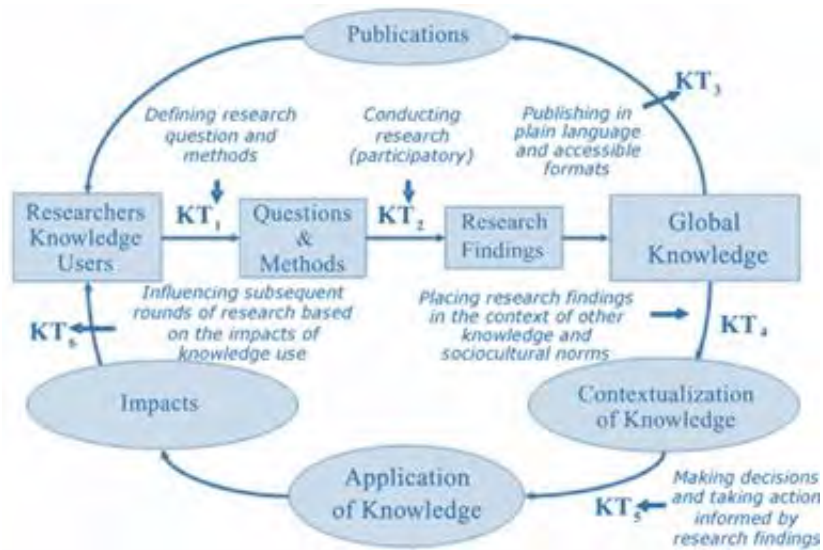 Publications
KT3
Defining research
question and
methods
Conducting
research
(participatory)
Publishing in
plain language
and accessible
formats
Researchers
Knowledge
Users
KT1
Questions
&
Methods
KT2
Research
Findings
Global
Knowledge
Influencing subsequent
rounds of research based
on the impacts of
knowledge use
KT6
Placing research findings
in the context of other
knowledge and
sociocultural norms
KT4
Impacts
Contextualization
of Knowledge
Application
of Knowledge
KT5
Making decisions
and taking action
informed by
research findings